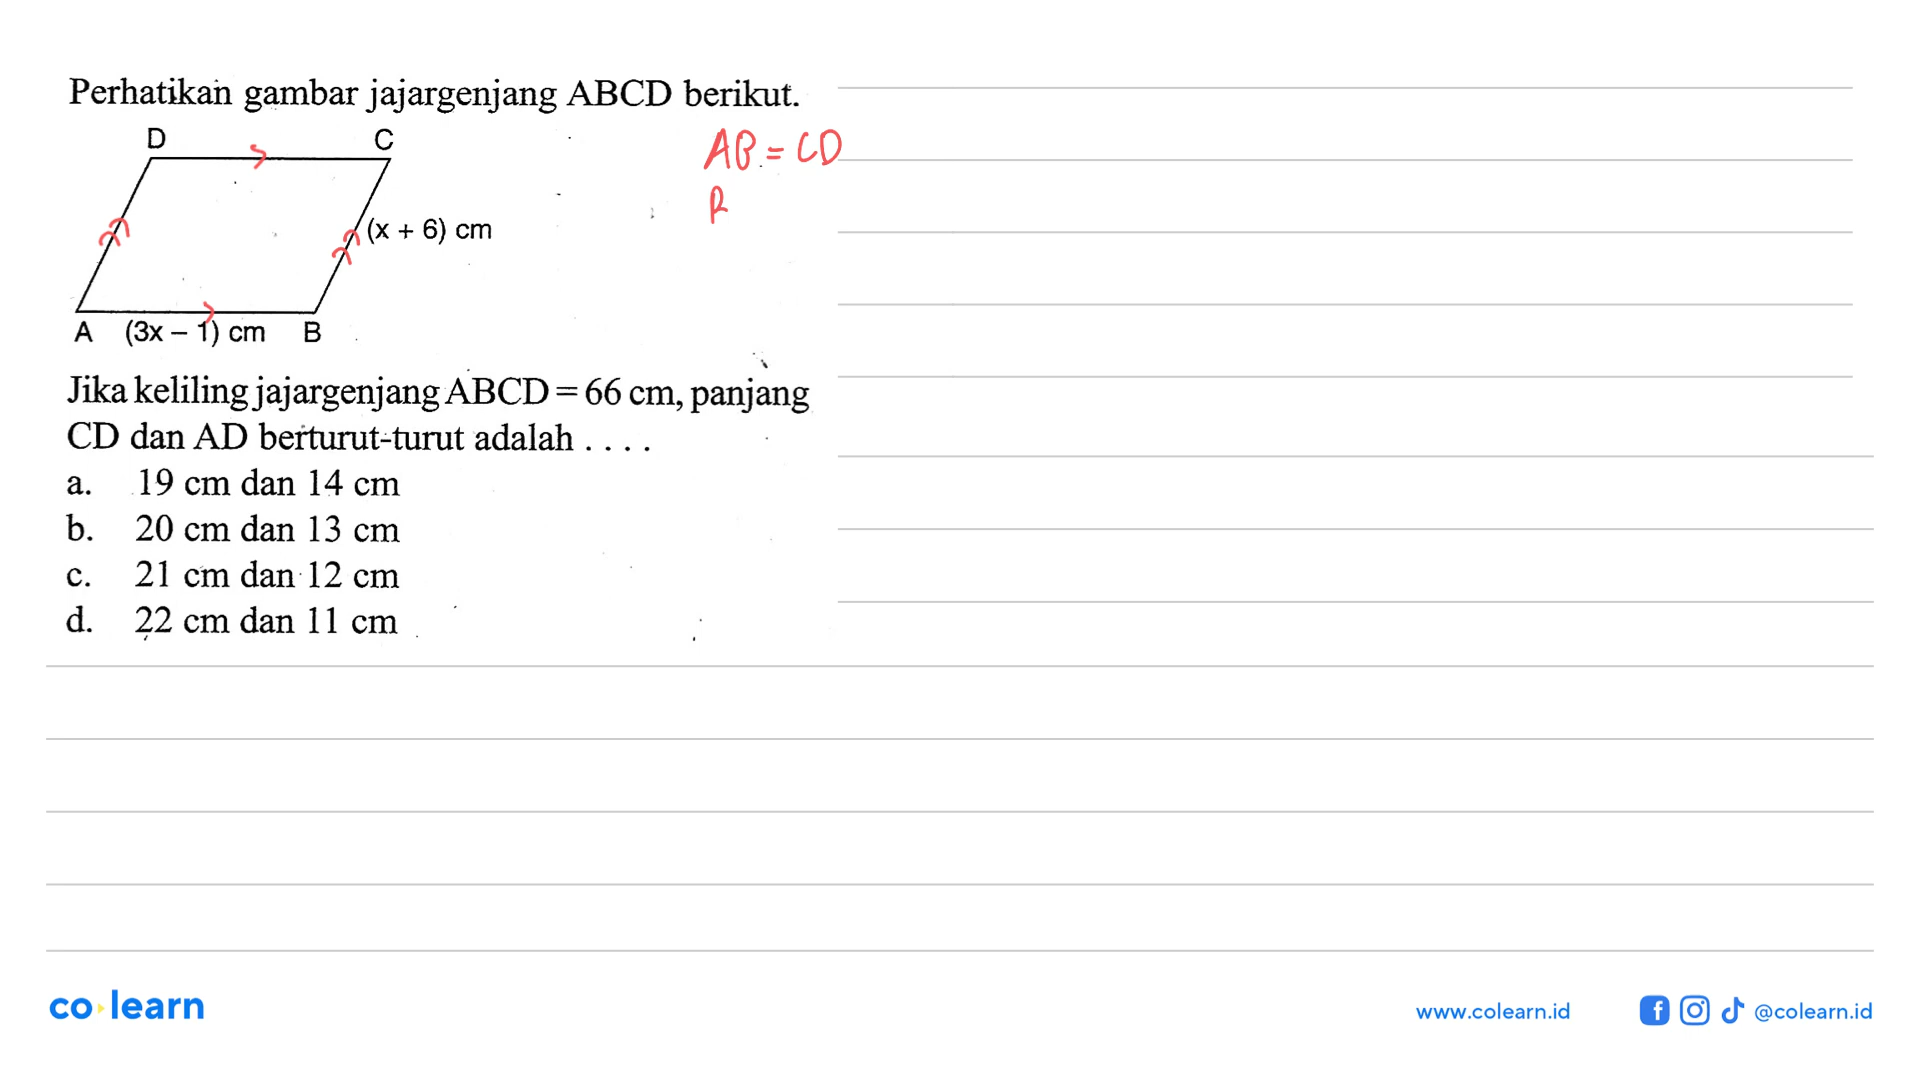 Perhatikan gambar jajargenjang ABCD berikut.
D C
AB = CD
B
(x + 6) cm
A (3x – 1) cm B
Jika keliling jajargenjang ABCD = 66 cm, panjang
CD dan AD berturut-turut adalah . . . .
a. 19 cm dan 14 cm
b. 20 cm dan 13 cm
c. 21 cm dan 12 cm
d. 22 cm dan 11 cm
co learn
www.colearn.id
@colearn.id